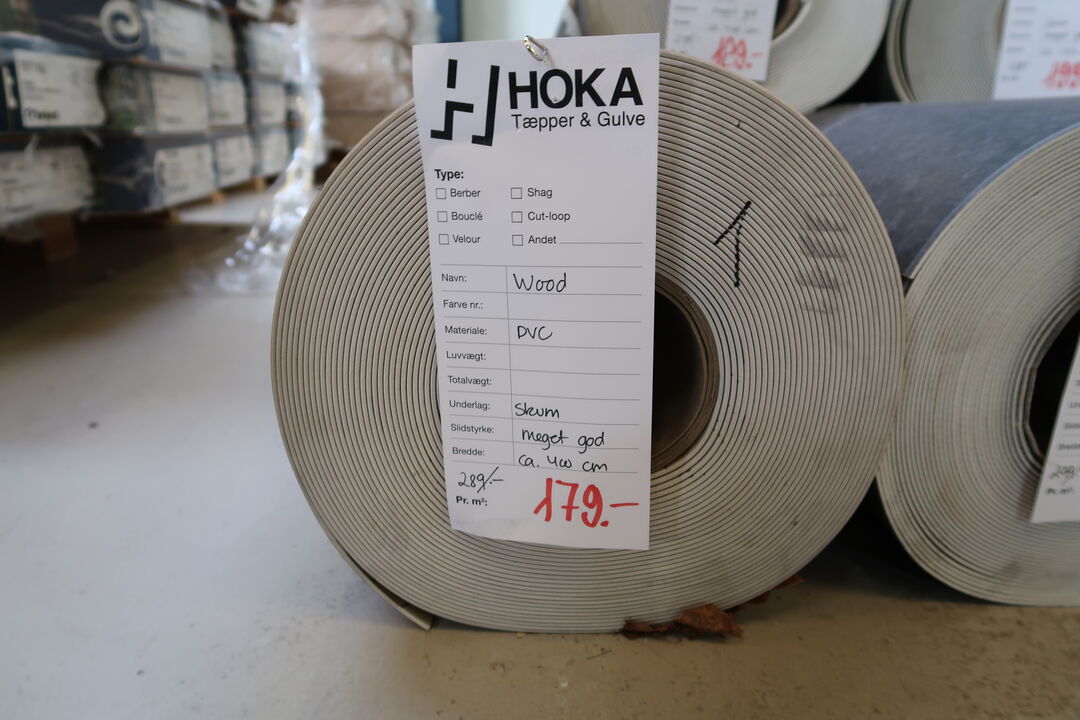 HOKA
Tæpper & Gulve
Type:
Berber Shag
Bouclé Cut-loop
Velour Andet
Navn: Wood
Farve nr.:
Materiale: PVC
Luvvægt:
Totalvægt:
Underlag: Skum
Slidstyrke: meget god
Bredde: ca. 400 cm
289,-
Pr. m²: 179.-